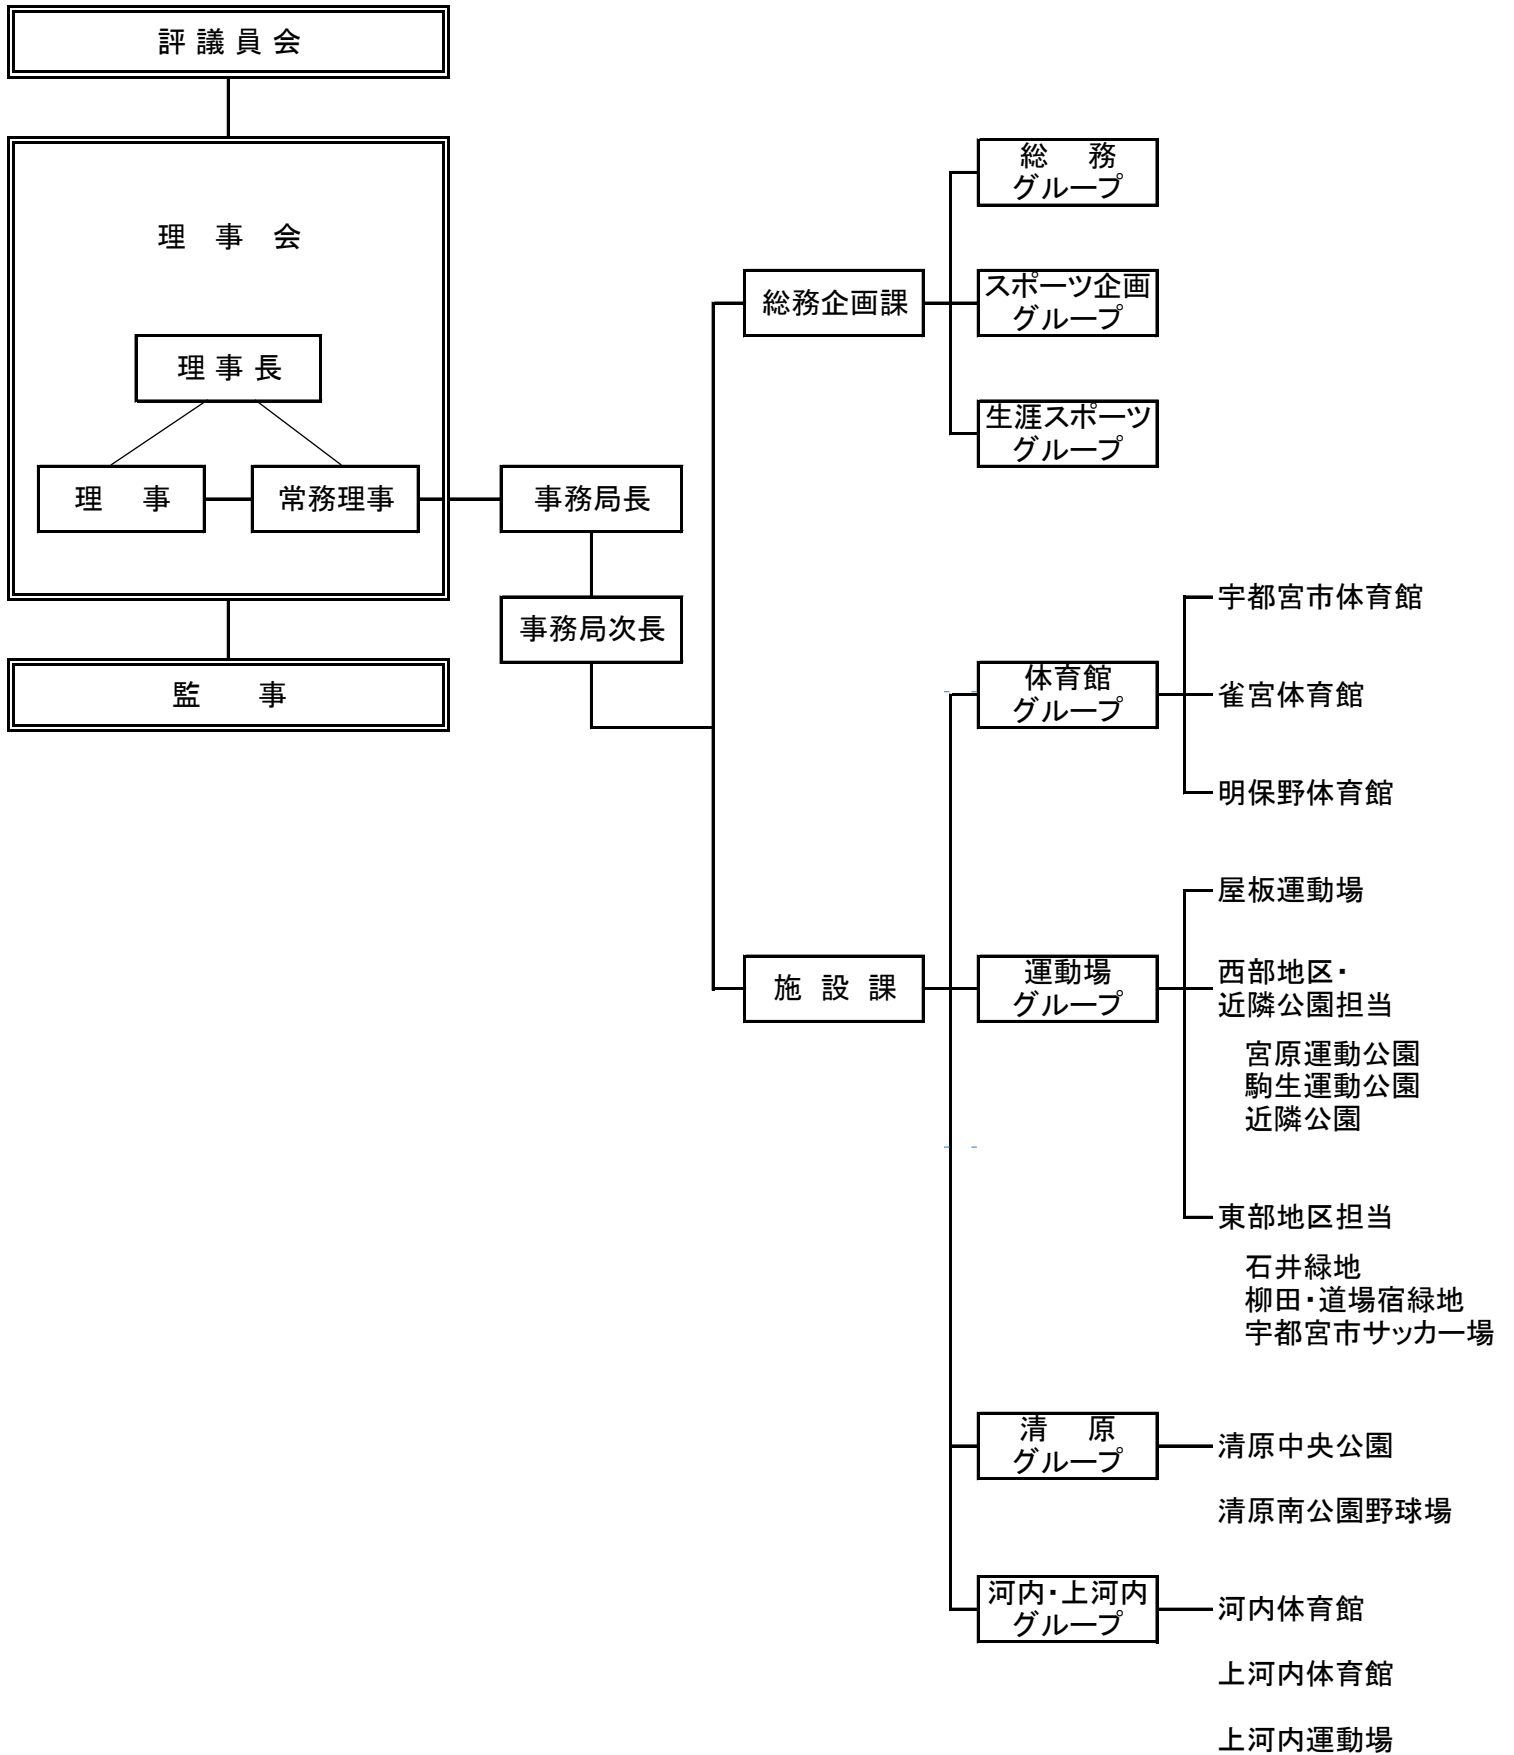 評議員会
理事会
理事長
理事
常務理事
監事
事務局長
事務局次長
総務企画課
総務
グループ
スポーツ企画
グループ
生涯スポーツ
グループ
施設課
体育館
グループ
宇都宮市体育館
雀宮体育館
明保野体育館
運動場
グループ
屋板運動場
西部地区・
近隣公園担当
宮原運動公園
駒生運動公園
近隣公園
東部地区担当
石井緑地
柳田・道場宿緑地
宇都宮市サッカー場
清原
グループ
清原中央公園
清原南公園野球場
河内・上河内
グループ
河内体育館
上河内体育館
上河内運動場